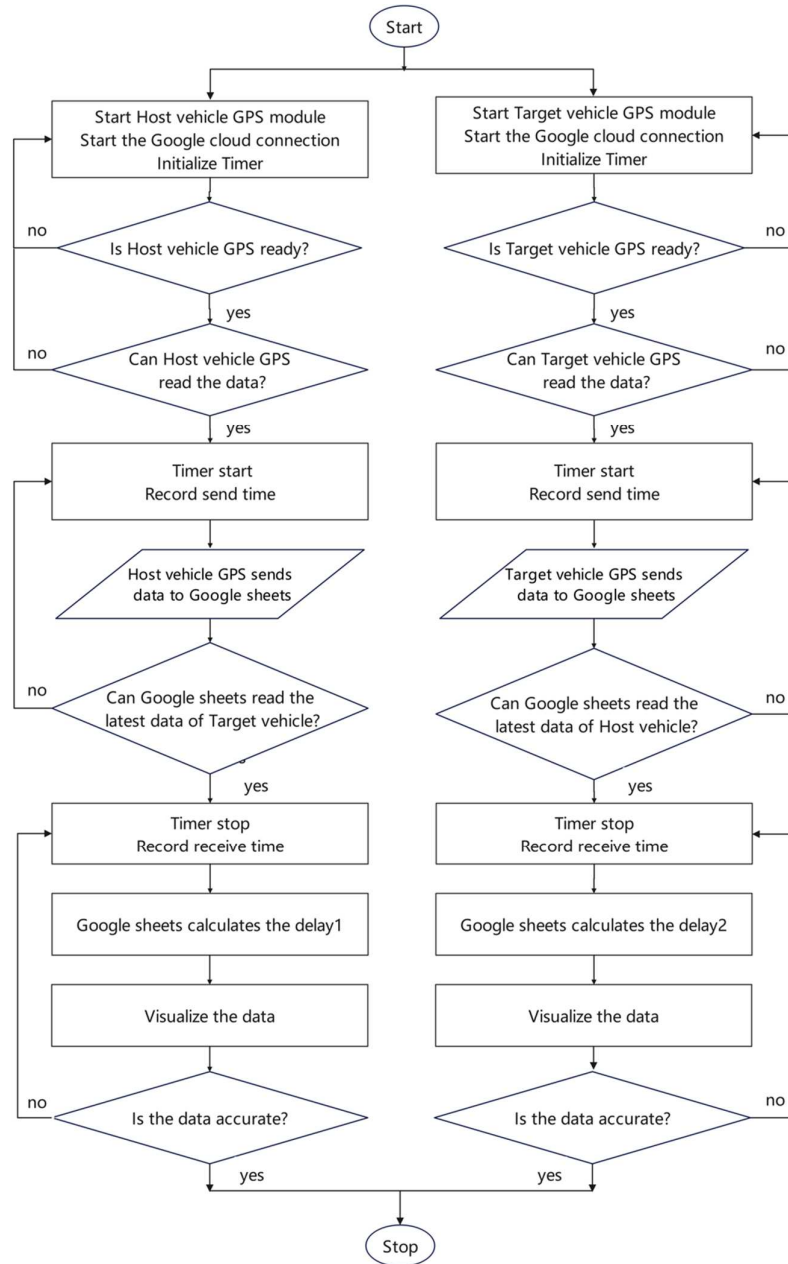 Start
Start Host vehicle GPS module
Start the Google cloud connection
Initialize Timer
Start Target vehicle GPS module
Start the Google cloud connection
Initialize Timer
no
Is Host vehicle GPS ready?
Is Target vehicle GPS ready?
no
yes
yes
no
Can Host vehicle GPS
read the data?
Can Target vehicle GPS
read the data?
no
yes
yes
Timer start
Record send time
Timer start
Record send time
Host vehicle GPS sends
data to Google sheets
Target vehicle GPS sends
data to Google sheets
no
Can Google sheets read the
latest data of Target vehicle?
Can Google sheets read the
latest data of Host vehicle?
no
yes
yes
Timer stop
Record receive time
Timer stop
Record receive time
Google sheets calculates the delay1
Google sheets calculates the delay2
Visualize the data
Visualize the data
no
Is the data accurate?
Is the data accurate?
no
yes
yes
Stop